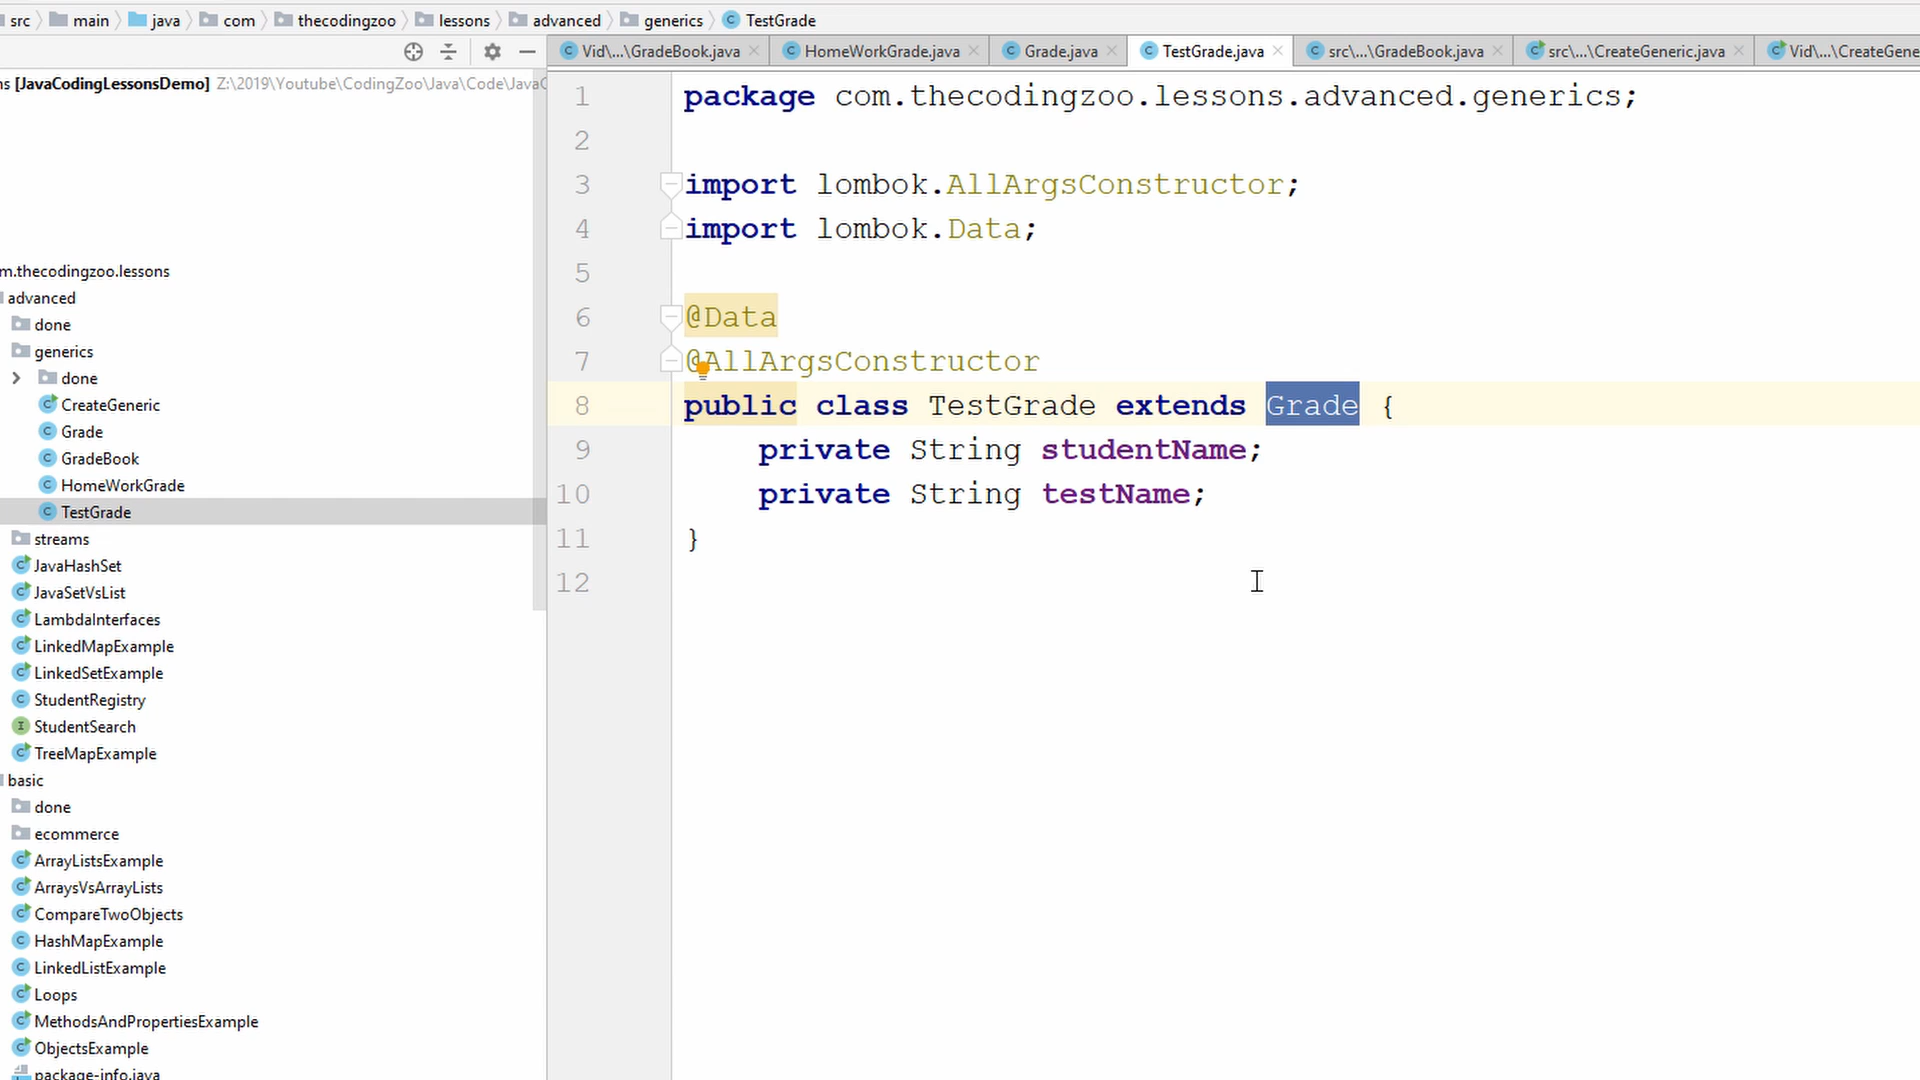 src main java com thecodingzoo lessons advanced generics TestGrade
Vid\...\GradeBook.java HomeWorkGrade.java Grade.java TestGrade.java src\...\GradeBook.java src\...\CreateGeneric.java Vid\...\CreateGene
ns [JavaCodingLessonsDemo] Z:\2019\Youtube\CodingZoo\Java\Code\JavaC
m.thecodingzoo.lessons
advanced
done
generics
done
CreateGeneric
Grade
GradeBook
HomeWorkGrade
TestGrade
streams
JavaHashSet
JavaSetVsList
LambdaInterfaces
LinkedMapExample
LinkedSetExample
StudentRegistry
StudentSearch
TreeMapExample
basic
done
ecommerce
ArrayListsExample
ArraysVsArrayLists
CompareTwoObjects
HashMapExample
LinkedListExample
Loops
MethodsAndPropertiesExample
ObjectsExample
package-info.java
1 package com.thecodingzoo.lessons.advanced.generics;
2
3 import lombok.AllArgsConstructor;
4 import lombok.Data;
5
6 @Data
7 @AllArgsConstructor
8 public class TestGrade extends Grade {
9 private String studentName;
10 private String testName;
11 }
12